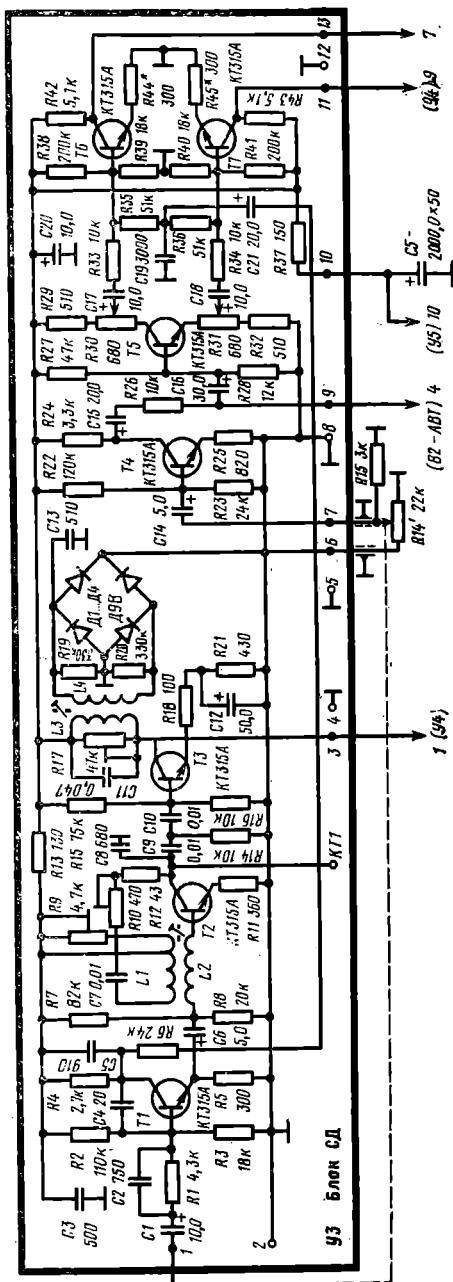 У3 Блок СД
1
2
C1
10,0
R1 4,3к
C2 750
C3
500
R2
110к
R3
18к
R4
2,7к
C4 20
T1
КТ315А
R5
300
C5
910
R6 24к
C6
5,0
R7
82к
R8
20к
C7 0,01
L1
L2
R9
4,7к
R10 470
R12 43
T2
КТ315А
R11 360
КТ1
R13 130
R15 75к
C8 680
C9
0,01
C10
0,01
R14 10к
R16 10к
0,047
C11
R17
47к
T3
КТ315А
3
4
1 (У4)
L3
L4
R18 100
C12
50,0
R21
430
R19
330к
R20
330к
Д1...Д4
Д9В
C13
510
5
6
7
R14' 22к
R15 3к
C14 5,0
R22
120к
R23
24к
R24
3,3к
T4
КТ315А
R25
820
8
C15 20,0
R26
10к
C16
30,0
R28
12к
9
(В2-АВТ) 4
R27
47к
R29
510
R30
680
T5
КТ315А
R31
680
R32
510
C17
10,0
C18
10,0
R33 10к
R34 10к
C19 3000
C20
10,0
C21 20,0
R35
51к
R36
51к
R37 150
10
(У5) 10
C5-
2000,0×50
R38
200к
R39 18к
R40 18к
R41
200к
T6
КТ315А
T7
КТ315А
R42
5,1к
R43 5,1к
R44*
300
R45* 300
11
12
13
(У4) 9
7